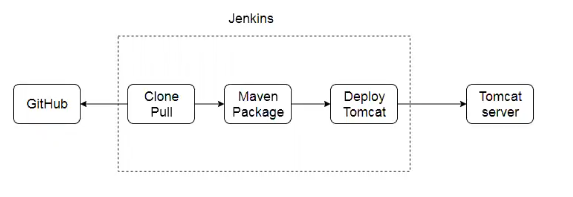 Jenkins
GitHub
Clone
Pull
Maven
Package
Deploy
Tomcat
Tomcat
server